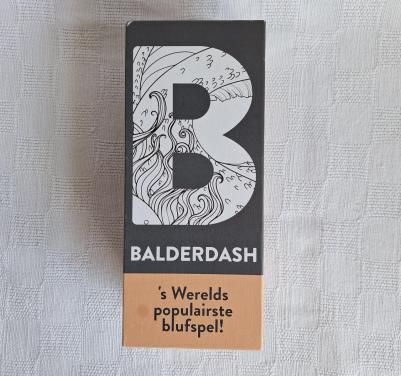 B
BALDERDASH
's Werelds
populairste
blufspel!